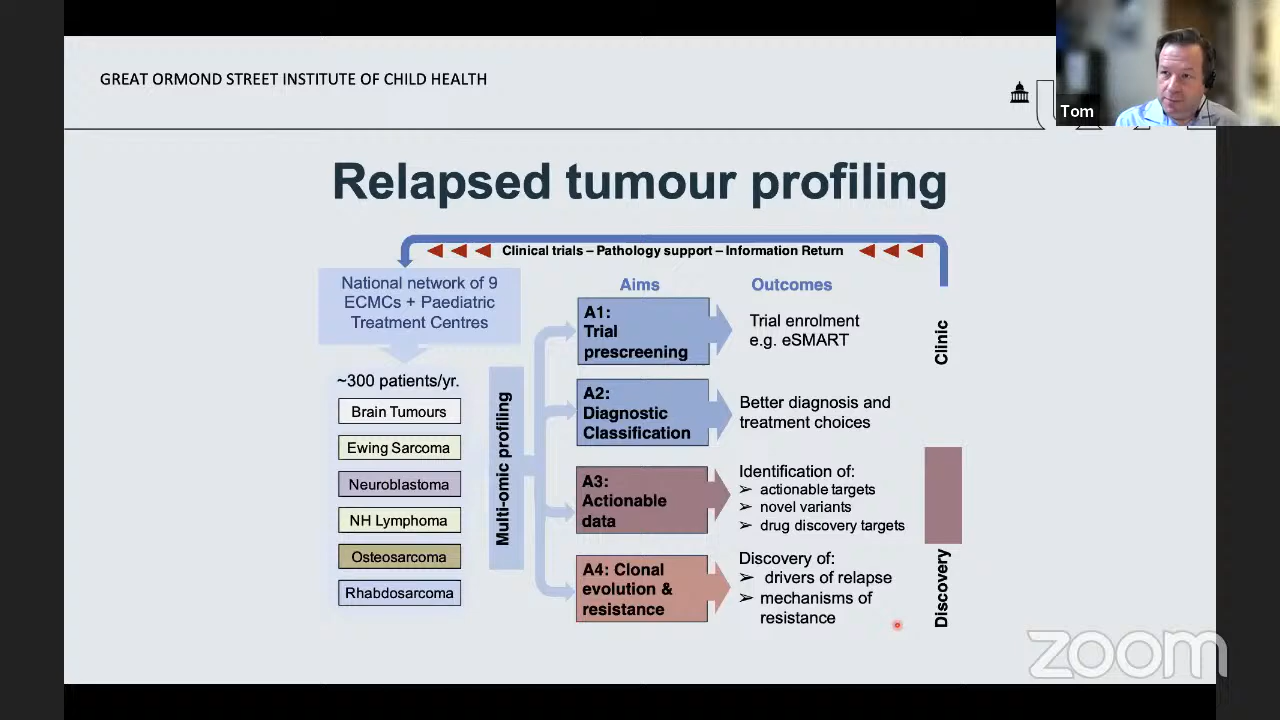 GREAT ORMOND STREET INSTITUTE OF CHILD HEALTH
Tom
Relapsed tumour profiling
Clinical trials – Pathology support – Information Return
National network of 9
ECMCs + Paediatric
Treatment Centres
~300 patients/yr.
Brain Tumours
Ewing Sarcoma
Neuroblastoma
NH Lymphoma
Osteosarcoma
Rhabdosarcoma
Multi-omic profiling
Aims
A1:
Trial
prescreening
A2:
Diagnostic
Classification
A3:
Actionable
data
A4: Clonal
evolution &
resistance
Outcomes
Trial enrolment
e.g. eSMART
Better diagnosis and
treatment choices
Identification of:
➢ actionable targets
➢ novel variants
➢ drug discovery targets
Discovery of:
➢ drivers of relapse
➢ mechanisms of
resistance
Clinic
Discovery
zoom